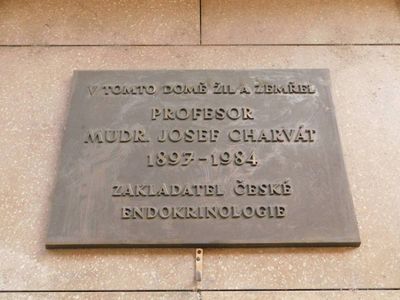 V TOMTO DOMĚ ŽIL A ZEMŘEL
PROFESOR
MUDR. JOSEF CHARVÁT
1897-1984
ZAKLADATEL ČESKÉ
ENDOKRINOLOGIE